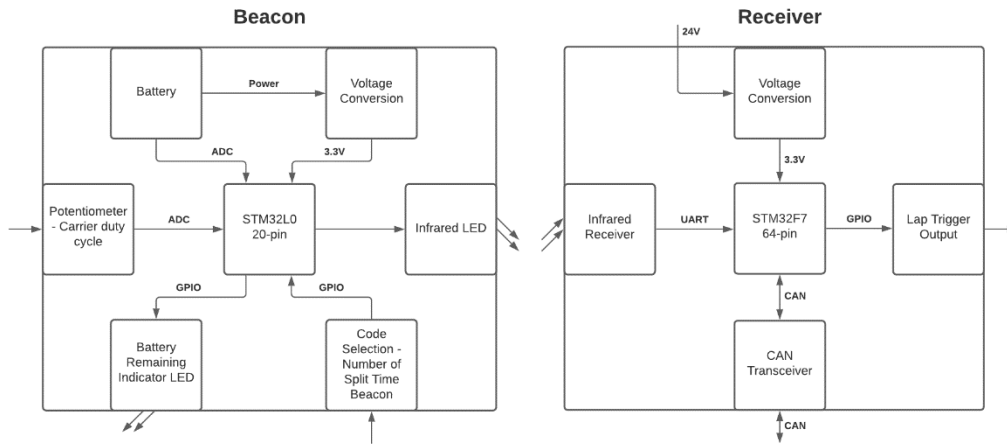 Beacon
Battery
Power
Voltage
Conversion
ADC
3.3V
Potentiometer
- Carrier duty
cycle
ADC
STM32L0
20-pin
Infrared LED
GPIO
GPIO
Battery
Remaining
Indicator LED
Code
Selection -
Number of
Split Time
Beacon
Receiver
24V
Voltage
Conversion
3.3V
Infrared
Receiver
UART
STM32F7
64-pin
GPIO
Lap Trigger
Output
CAN
CAN
Transceiver
CAN